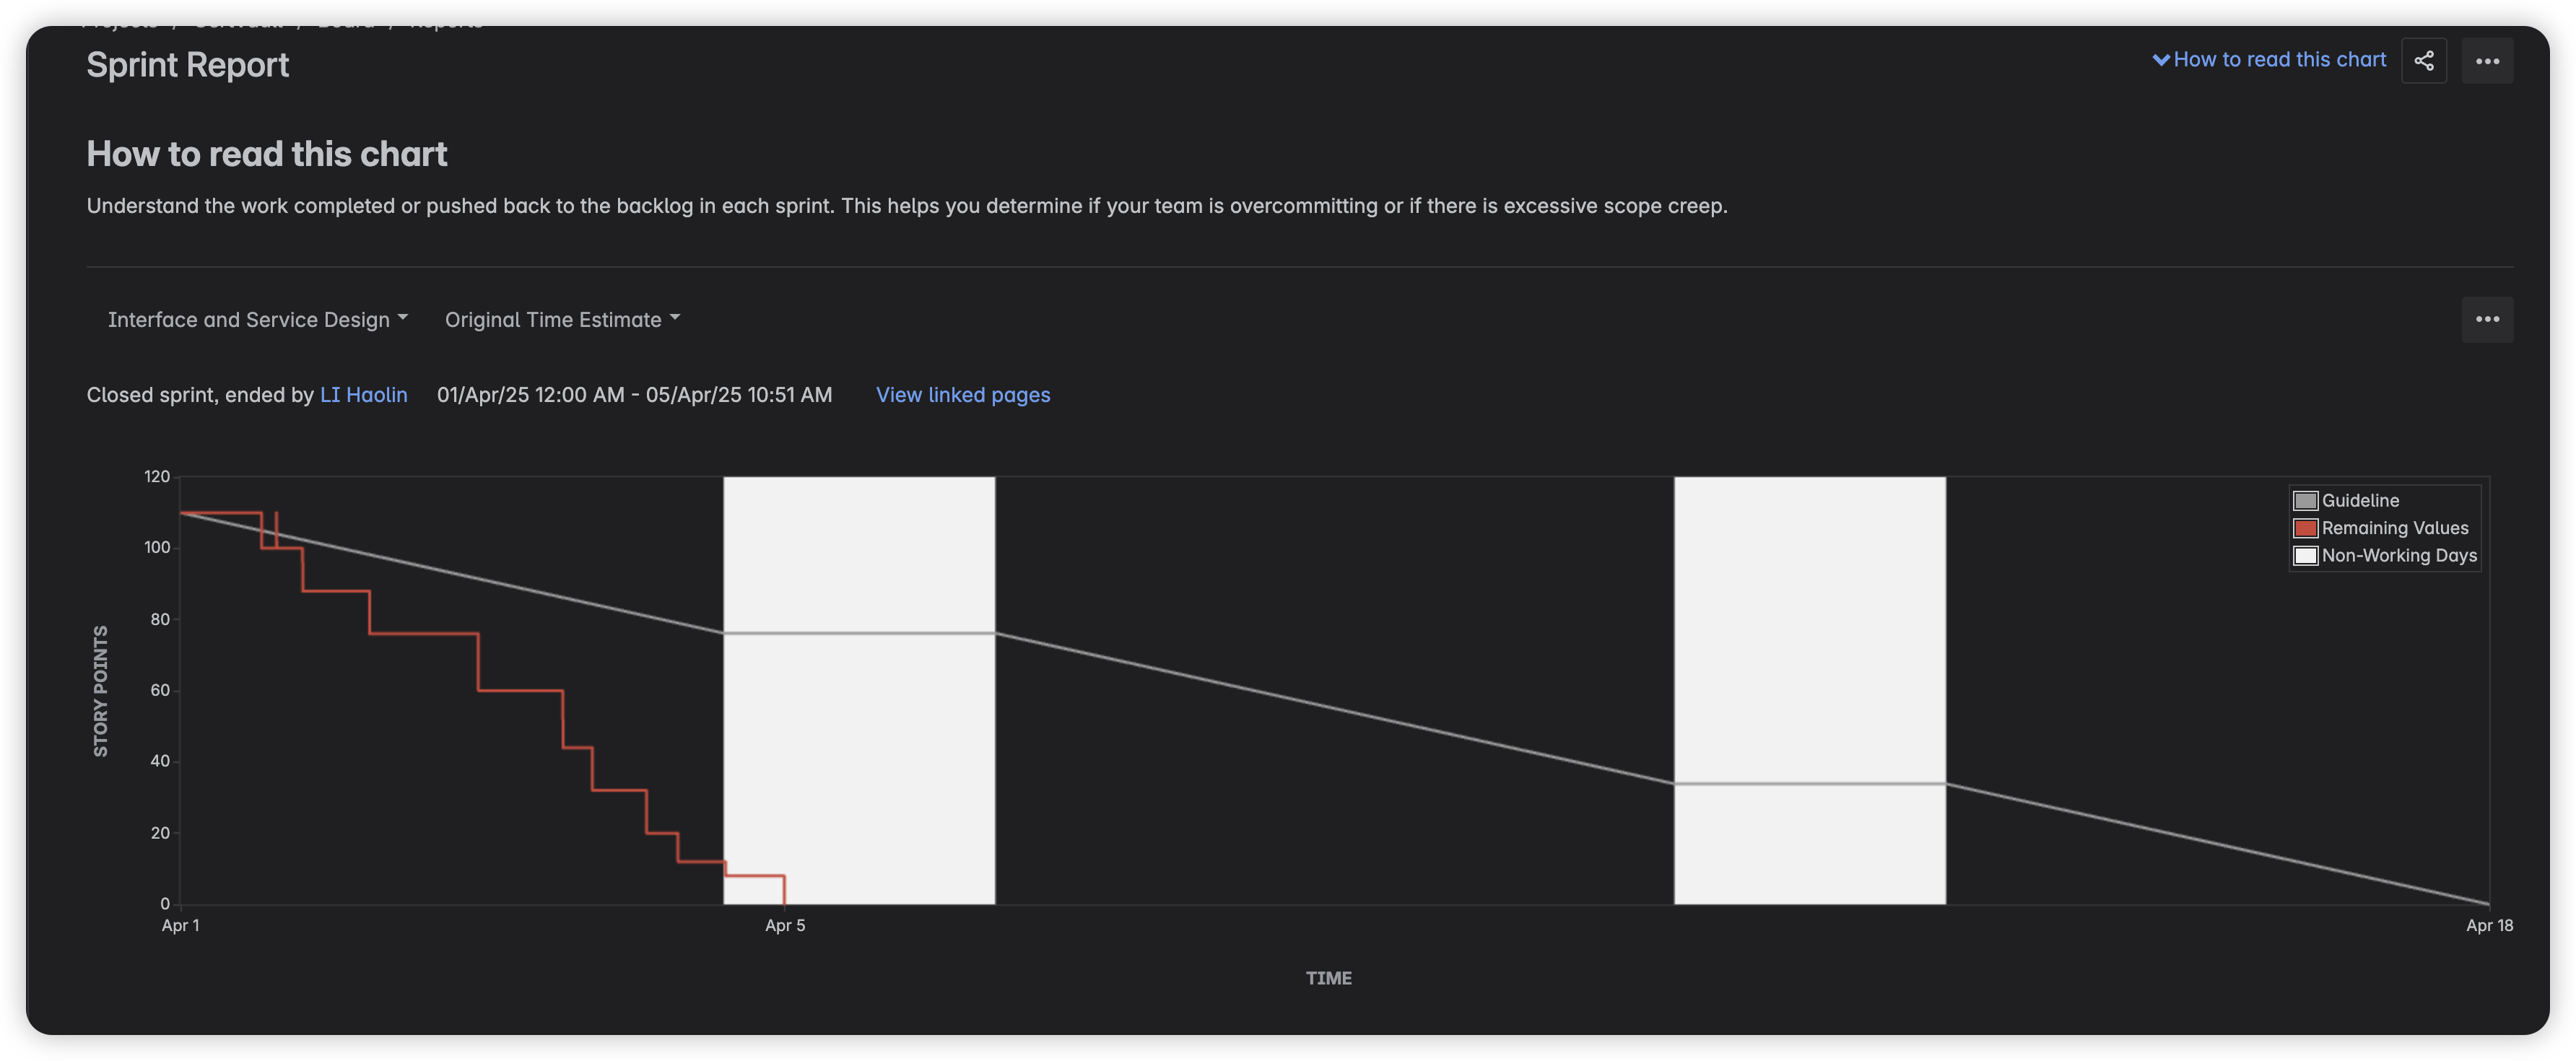 Sprint Report
How to read this chart
How to read this chart
Understand the work completed or pushed back to the backlog in each sprint. This helps you determine if your team is overcommitting or if there is excessive scope creep.
Interface and Service Design
Original Time Estimate
Closed sprint, ended by LI Haolin 01/Apr/25 12:00 AM - 05/Apr/25 10:51 AM View linked pages
120
100
80
60
40
20
0
STORY POINTS
Guideline
Remaining Values
Non-Working Days
Apr 1
Apr 5
Apr 18
TIME